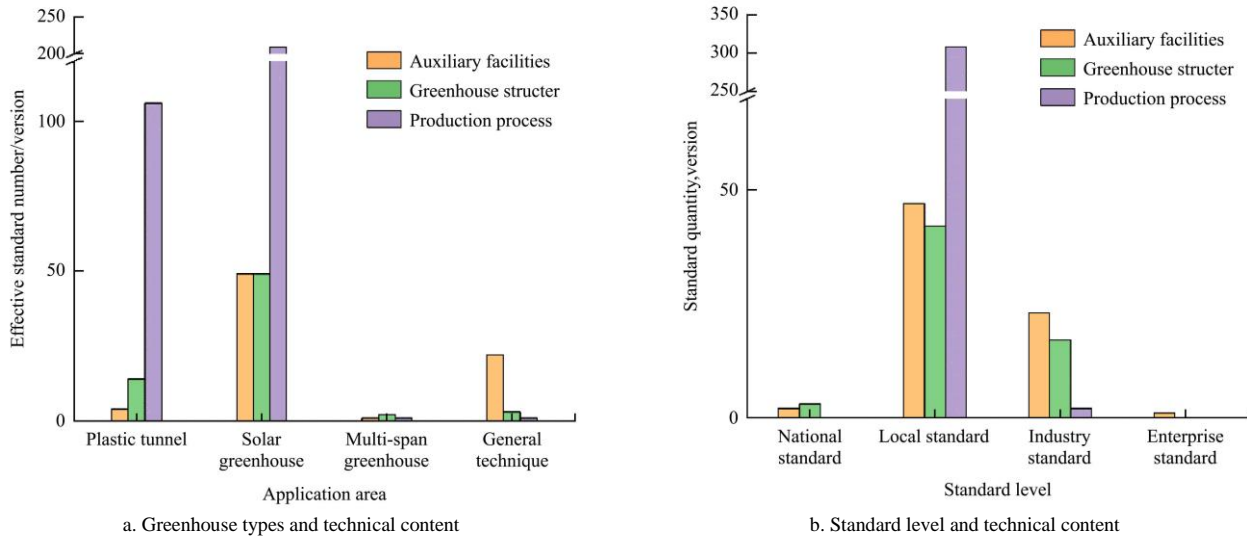 250
200
100
50
0
Effective standard number/version
Auxiliary facilities
Greenhouse structer
Production process
Plastic tunnel
Solar
greenhouse
Multi-span
greenhouse
General
technique
Application area
a. Greenhouse types and technical content
350
300
250
50
0
Standard quantity,version
Auxiliary facilities
Greenhouse structer
Production process
National
standard
Local standard
Industry
standard
Enterprise
standard
Standard level
b. Standard level and technical content